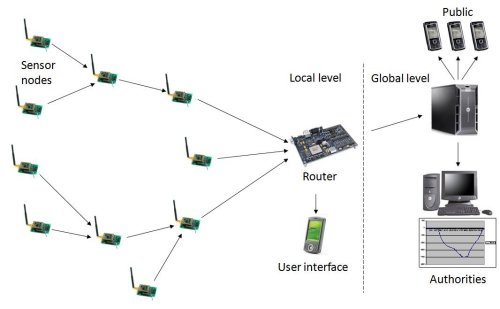 Public
Sensor
nodes
Local level
Global level
Router
User interface
Authorities